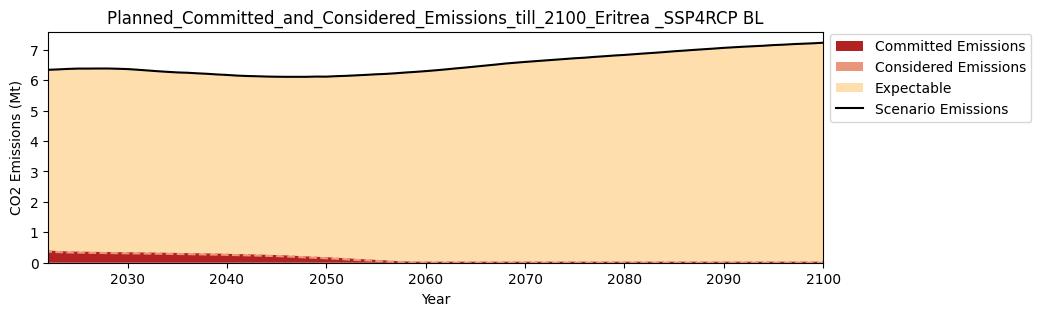 Planned_Committed_and_Considered_Emissions_till_2100_Eritrea _SSP4RCP BL
Committed Emissions
Considered Emissions
Expectable
Scenario Emissions
CO2 Emissions (Mt)
7
6
5
4
3
2
1
0
2030 2040 2050 2060 2070 2080 2090 2100
Year